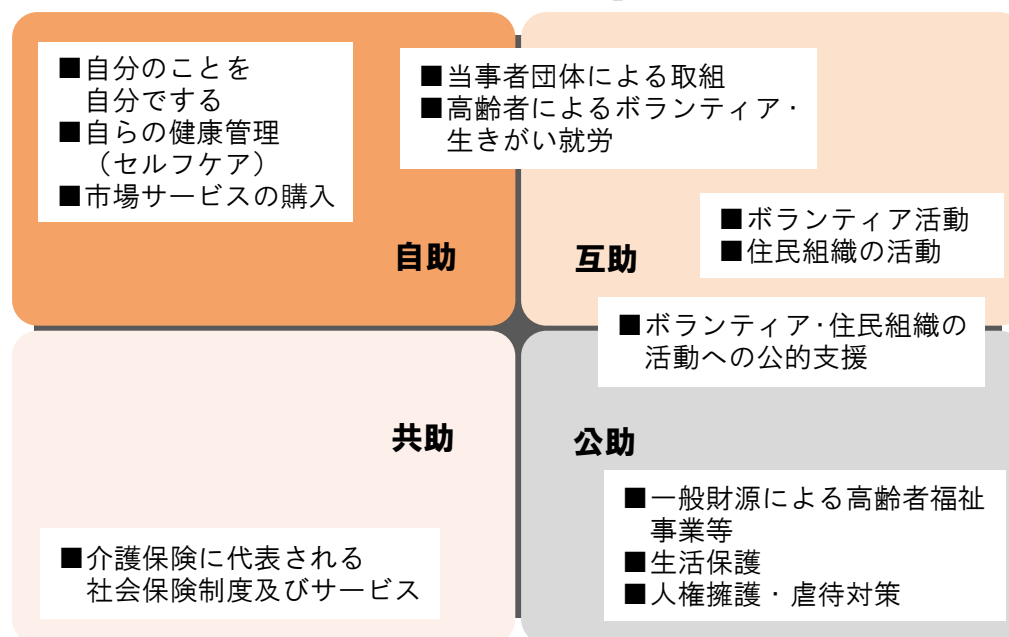 ■自分のことを
自分でする
■自らの健康管理
（セルフケア）
■市場サービスの購入
■当事者団体による取組
■高齢者によるボランティア・
生きがい就労
■ボランティア活動
■住民組織の活動
自助
互助
■ボランティア・住民組織の
活動への公的支援
共助
公助
■介護保険に代表される
社会保険制度及びサービス
■一般財源による高齢者福祉
事業等
■生活保護
■人権擁護・虐待対策